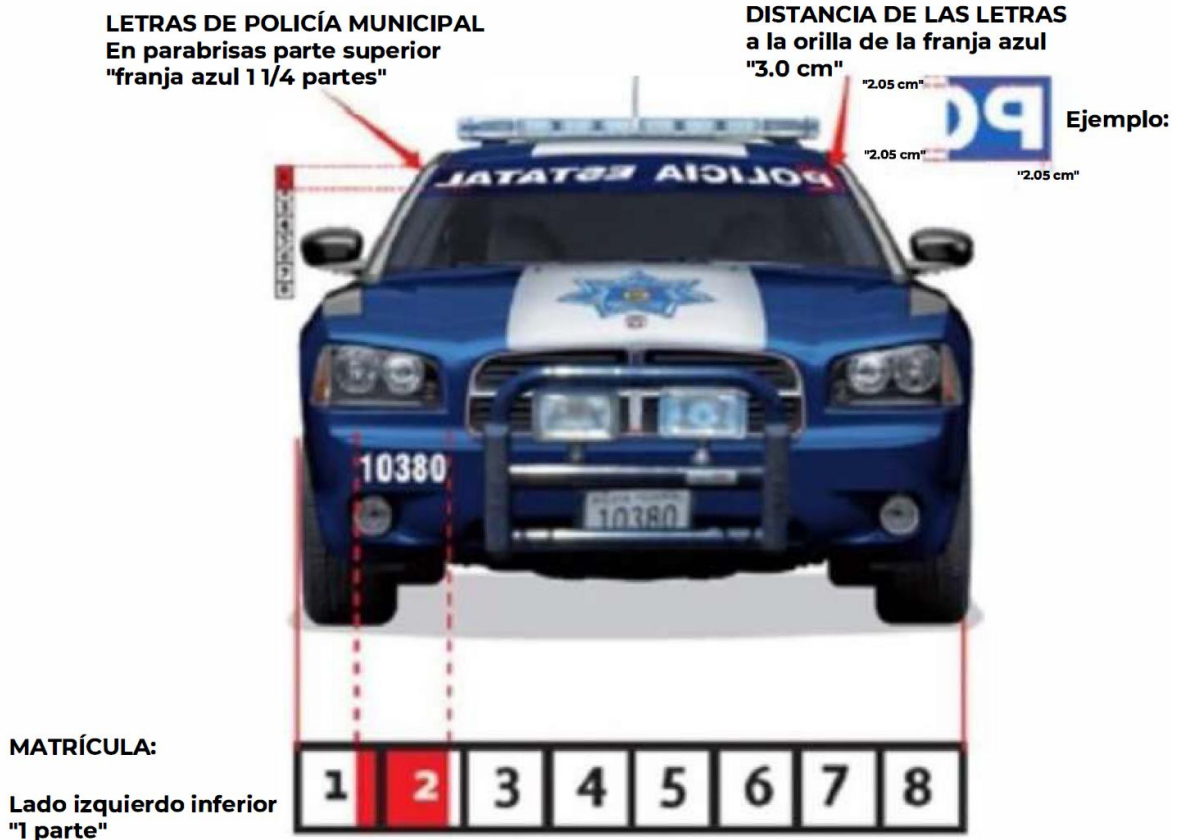 LETRAS DE POLICÍA MUNICIPAL
En parabrisas parte superior
"franja azul 1 1/4 partes"
DISTANCIA DE LAS LETRAS
a la orilla de la franja azul
"3.0 cm"
"2.05 cm"
PO
Ejemplo:
"2.05 cm"
"2.05 cm"
POLICIA ESTATAL
10380
10380
1 2 3 4 5 6 7 8
MATRÍCULA:
Lado izquierdo inferior
"1 parte"